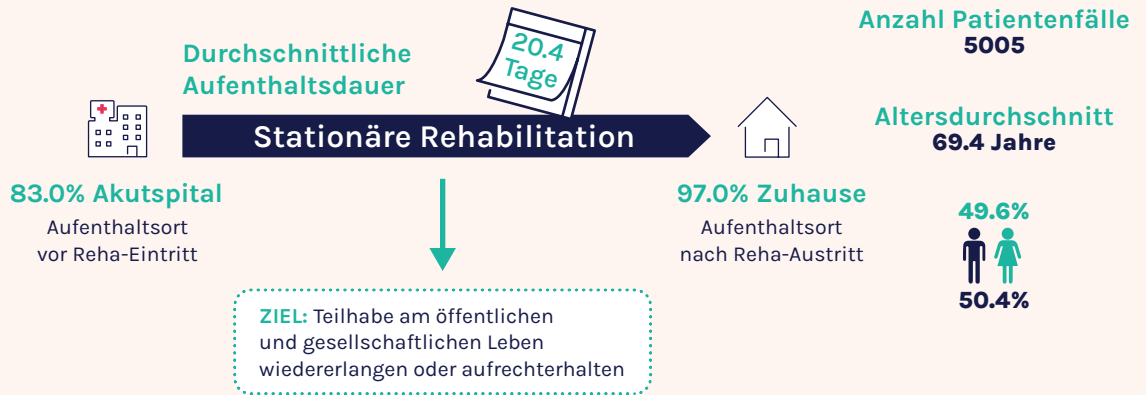 Durchschnittliche
Aufenthaltsdauer
20.4
Tage
Stationäre Rehabilitation
83.0% Akutspital
Aufenthaltsort
vor Reha-Eintritt
97.0% Zuhause
Aufenthaltsort
nach Reha-Austritt
ZIEL: Teilhabe am öffentlichen
und gesellschaftlichen Leben
wiedererlangen oder aufrechterhalten
Anzahl Patientenfälle
5005
Altersdurchschnitt
69.4 Jahre
49.6%
50.4%